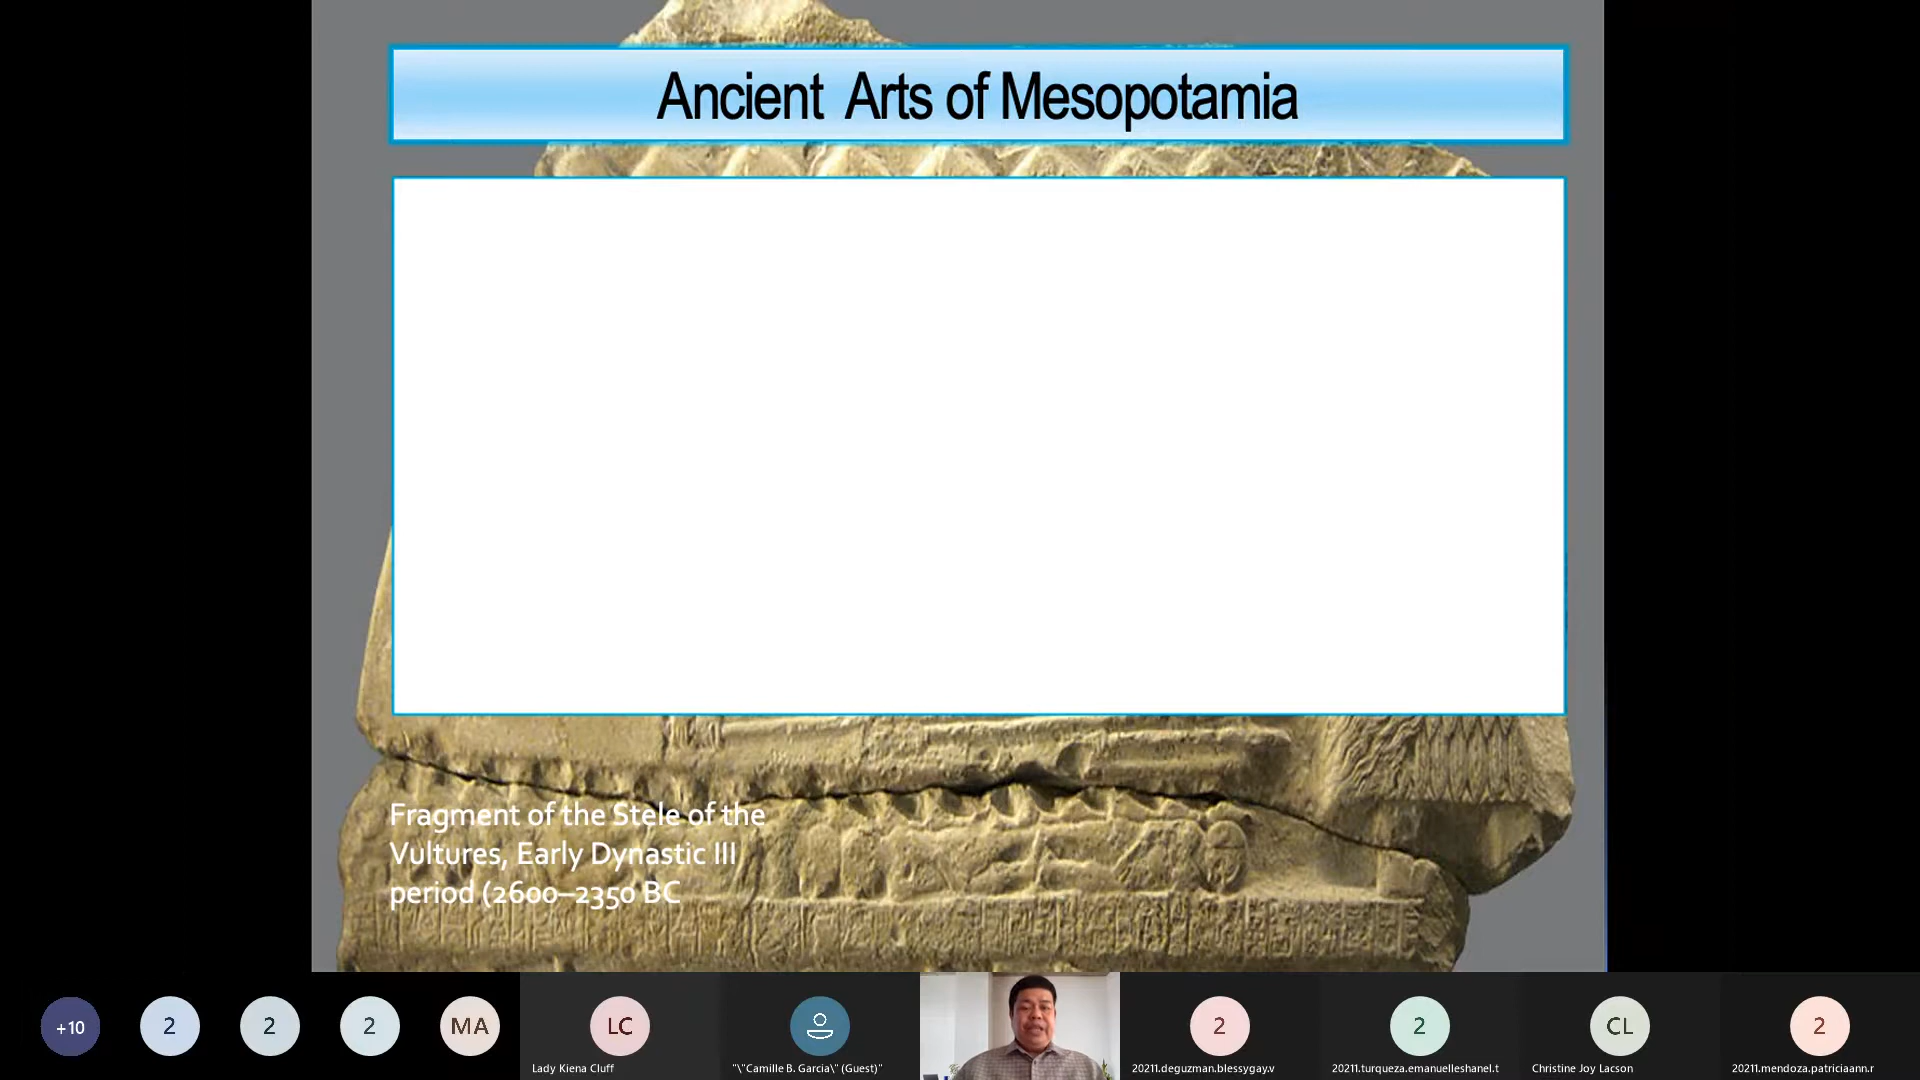 Ancient Arts of Mesopotamia
Fragment of the Stele of the
Vultures, Early Dynastic III
period (2600–2350 BC
+10
2
2
2
MA
LC
2
2
CL
2
Lady Kiena Cluff
"\"Camille B. Garcia\" (Guest)"
20211.deguzman.blessygay.v
20211.turqueza.emanuelleshanel.t
Christine Joy Lacson
20211.mendoza.patriciaann.r